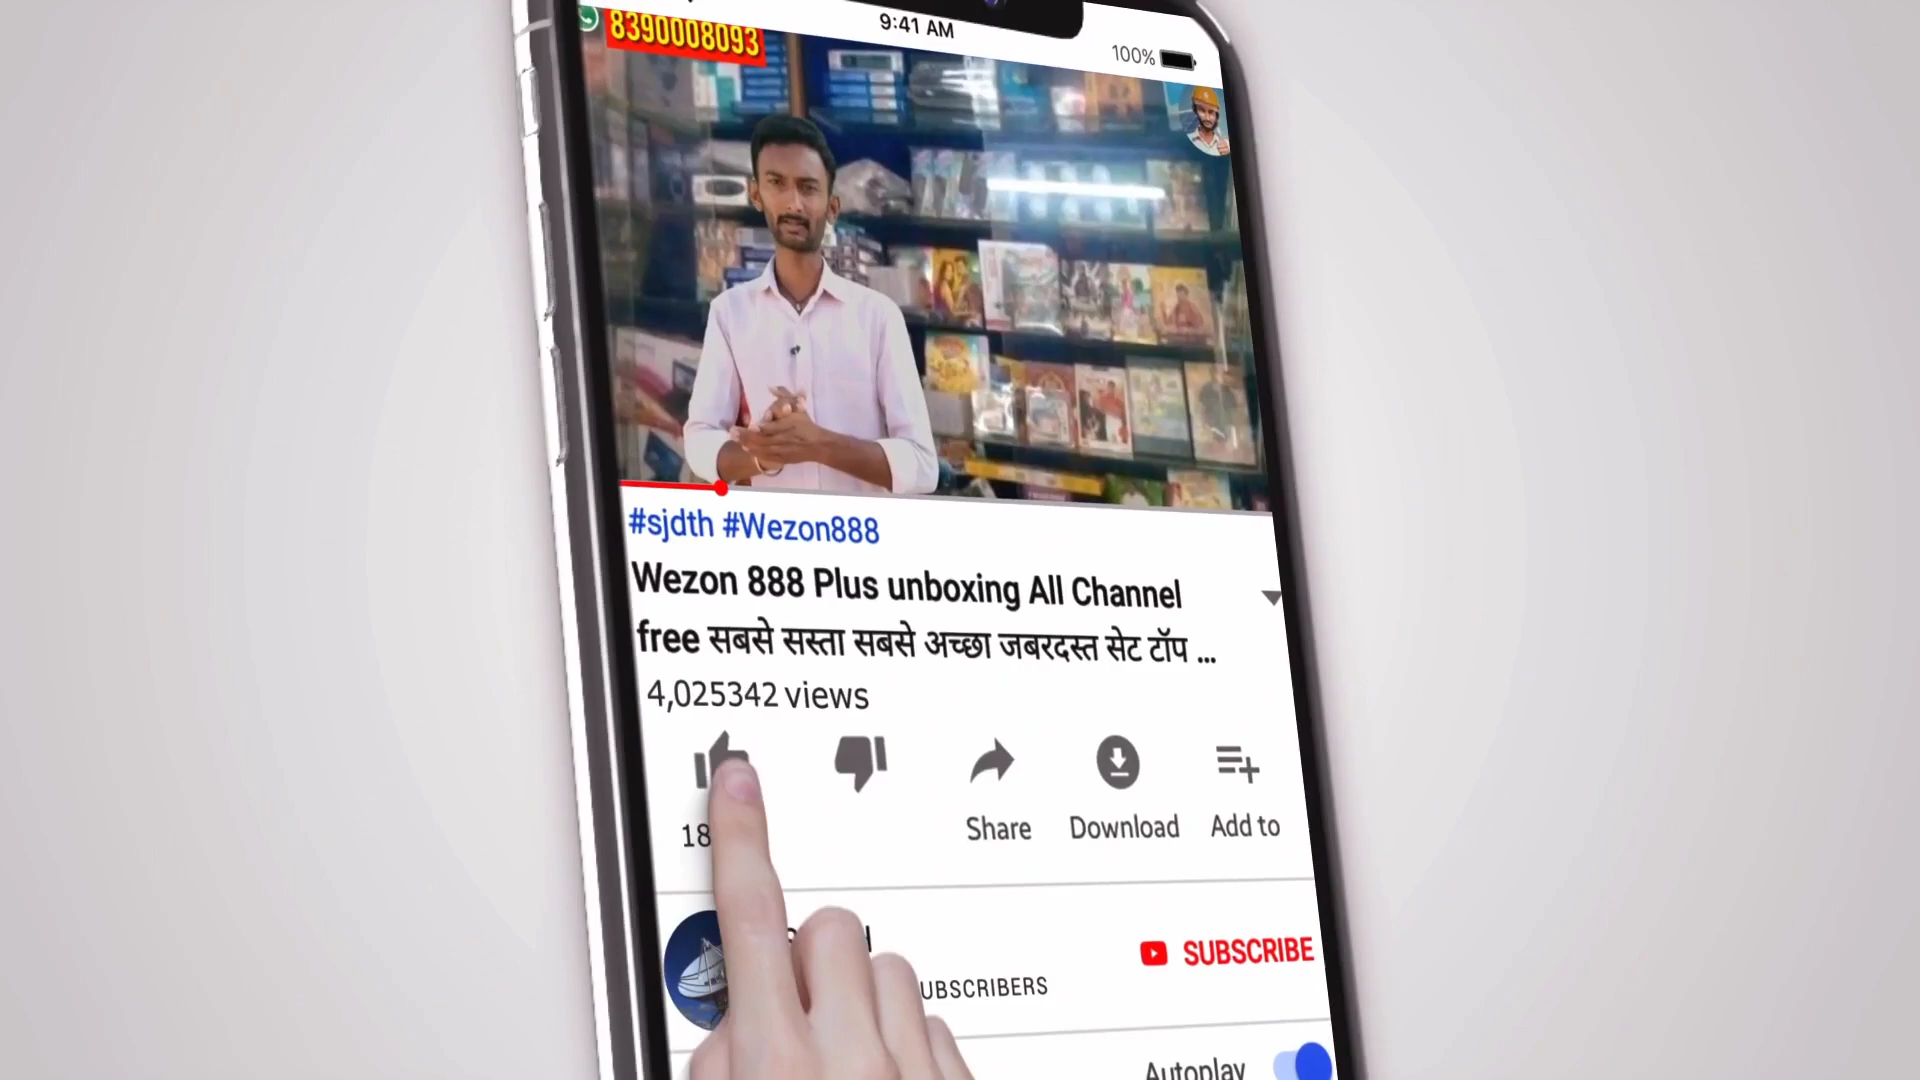 9:41 AM
100%
8390008093
#sjdth #Wezon888
Wezon 888 Plus unboxing All Channel
free सबसे सस्ता सबसे अच्छा जबरदस्त सेट टॉप ...
4,025342 views
18
Share Download Add to
SUBSCRIBE
UBSCRIBERS
Autoplay